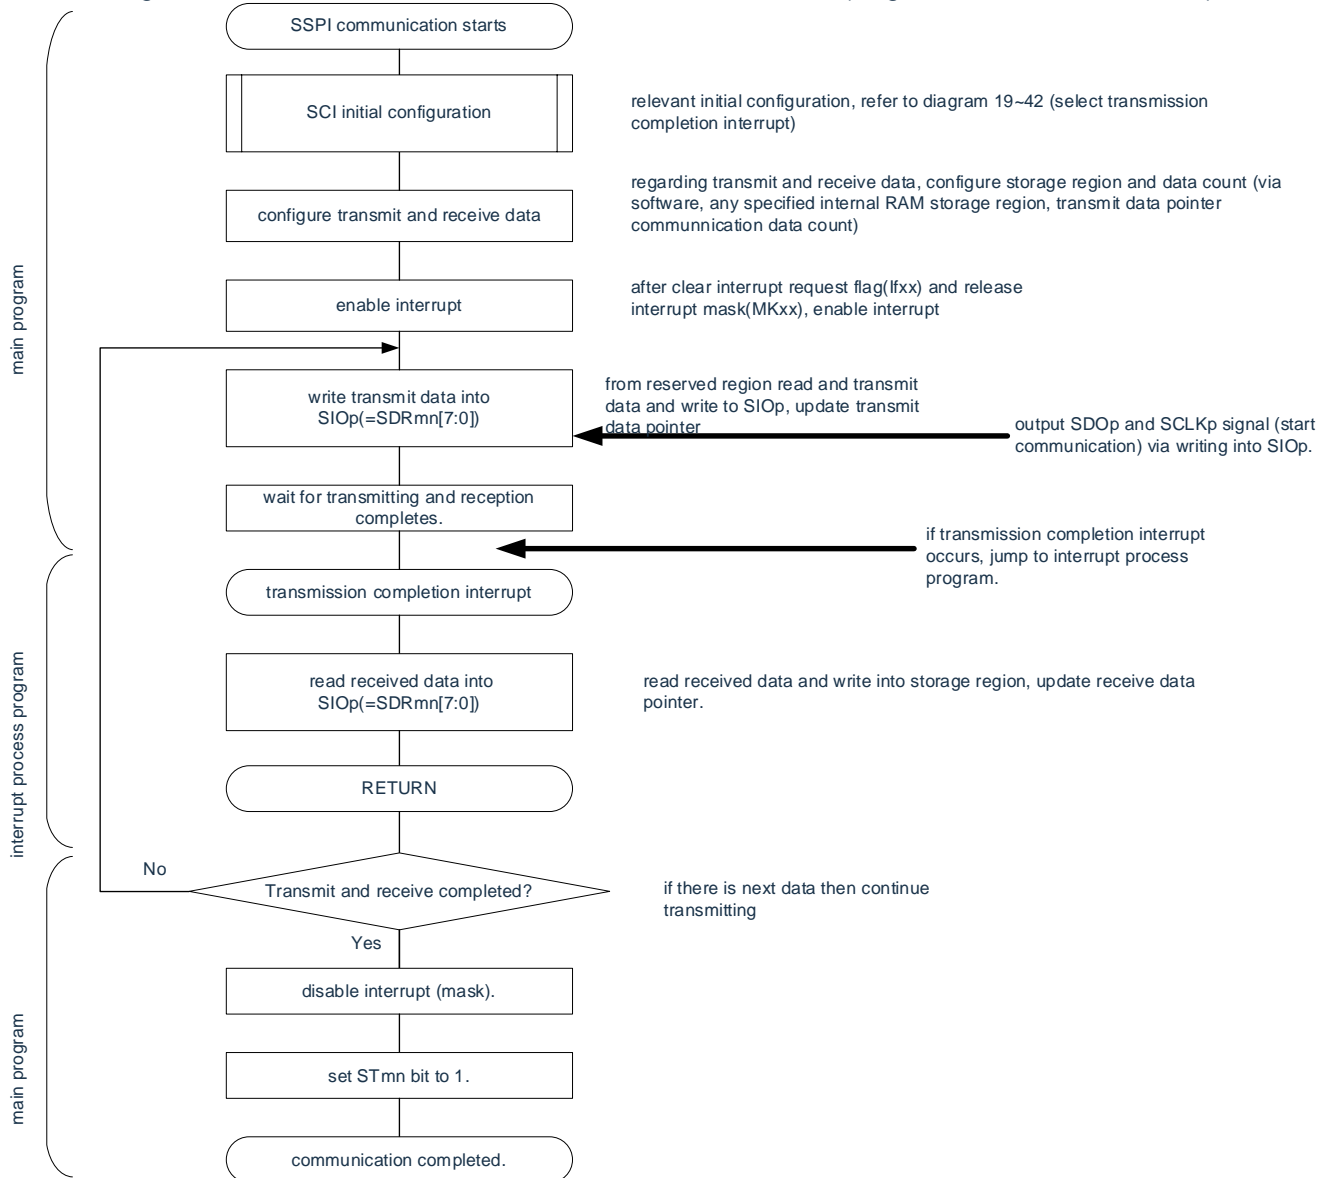 SSPI communication starts
SCI initial configuration
relevant initial configuration, refer to diagram 19~42 (select transmission
completion interrupt)
regarding transmit and receive data, configure storage region and data count (via
software, any specified internal RAM storage region, transmit data pointer
communnication data count)
configure transmit and receive data
after clear interrupt request flag(Ifxx) and release
interrupt mask(MKxx), enable interrupt
enable interrupt
main program
write transmit data into
SIOp(=SDRmn[7:0])
from reserved region read and transmit
data and write to SIOp, update transmit
data pointer
output SDOp and SCLKp signal (start
communication) via writing into SIOp.
wait for transmitting and reception
completes.
if transmission completion interrupt
occurs, jump to interrupt process
program.
transmission completion interrupt
interrupt process program
read received data into
SIOp(=SDRmn[7:0])
read received data and write into storage region, update receive data
pointer.
RETURN
No
Transmit and receive completed?
if there is next data then continue
transmitting
Yes
disable interrupt (mask).
main program
set STmn bit to 1.
communication completed.